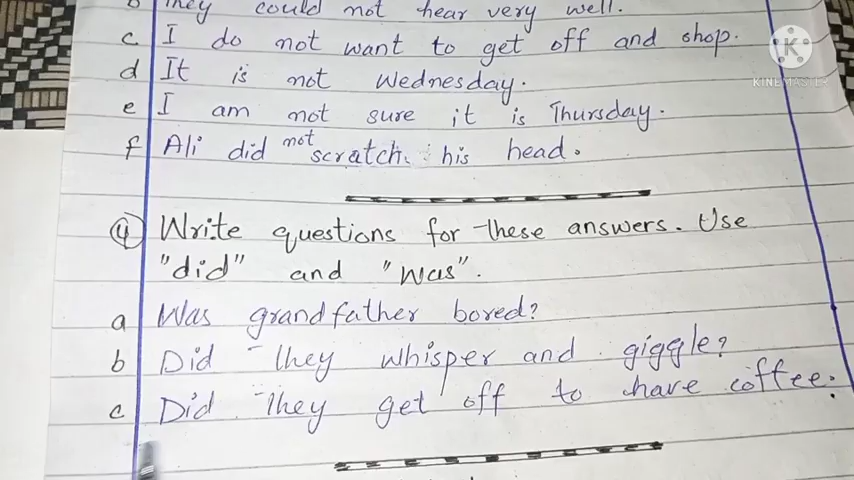 b They could not hear very well.
c I do not want to get off and shop.
d It is not Wednesday.
e I am not sure it is Thursday.
f Ali did not scratch his head.
4 Write questions for these answers. Use
"did" and "was".
a Was grandfather bored?
b Did they whisper and giggle?
c Did they get off to have coffee?
K
KINEMASTER